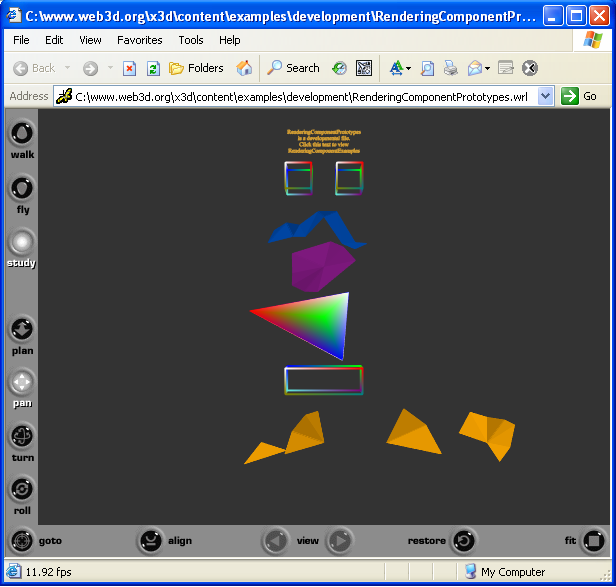 C:\www.web3d.org\x3d\content\examples\development\RenderingComponentPr...
File Edit View Favorites Tools Help
Back Folders Search
Address C:\www.web3d.org\x3d\content\examples\development\RenderingComponentPrototypes.wrl Go
RenderingComponentPrototypes
is a developmental file.
Click this text to view
RenderingComponentExamples
walk
fly
study
plan
pan
turn
roll
goto align view restore fit
11.92 fps My Computer